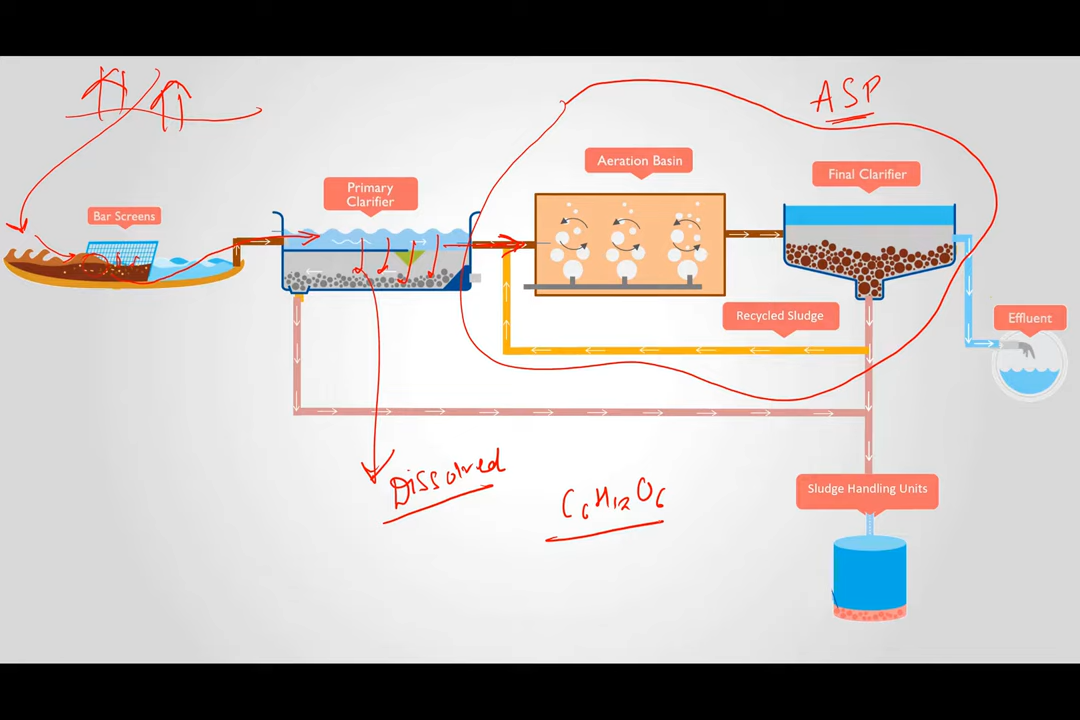 ASP
Aeration Basin
Final Clarifier
Primary
Clarifier
Bar Screens
Recycled Sludge
Effluent
Dissolved
C6H12O6
Sludge Handling Units